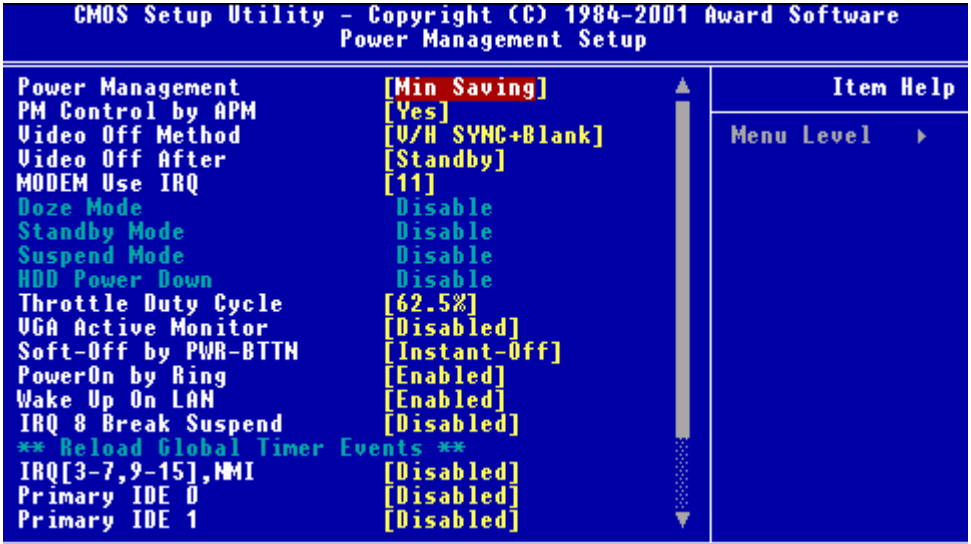 CMOS Setup Utility - Copyright (C) 1984-2001 Award Software
Power Management Setup
Power Management [Min Saving]
PM Control by APM [Yes]
Video Off Method [V/H SYNC+Blank]
Video Off After [Standby]
MODEM Use IRQ [11]
Doze Mode Disable
Standby Mode Disable
Suspend Mode Disable
HDD Power Down Disable
Throttle Duty Cycle [62.5%]
VGA Active Monitor [Disabled]
Soft-Off by PWR-BTTN [Instant-Off]
PowerOn by Ring [Enabled]
Wake Up On LAN [Enabled]
IRQ 8 Break Suspend [Disabled]
** Reload Global Timer Events **
IRQ[3-7,9-15],NMI [Disabled]
Primary IDE 0 [Disabled]
Primary IDE 1 [Disabled]
Item Help
Menu Level